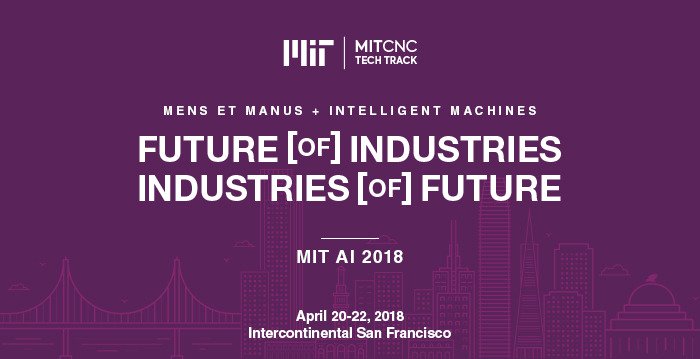 MIT
MITCNC
TECH TRACK
MENS ET MANUS + INTELLIGENT MACHINES
FUTURE [OF] INDUSTRIES
INDUSTRIES [OF] FUTURE
MIT AI 2018
April 20-22, 2018
Intercontinental San Francisco